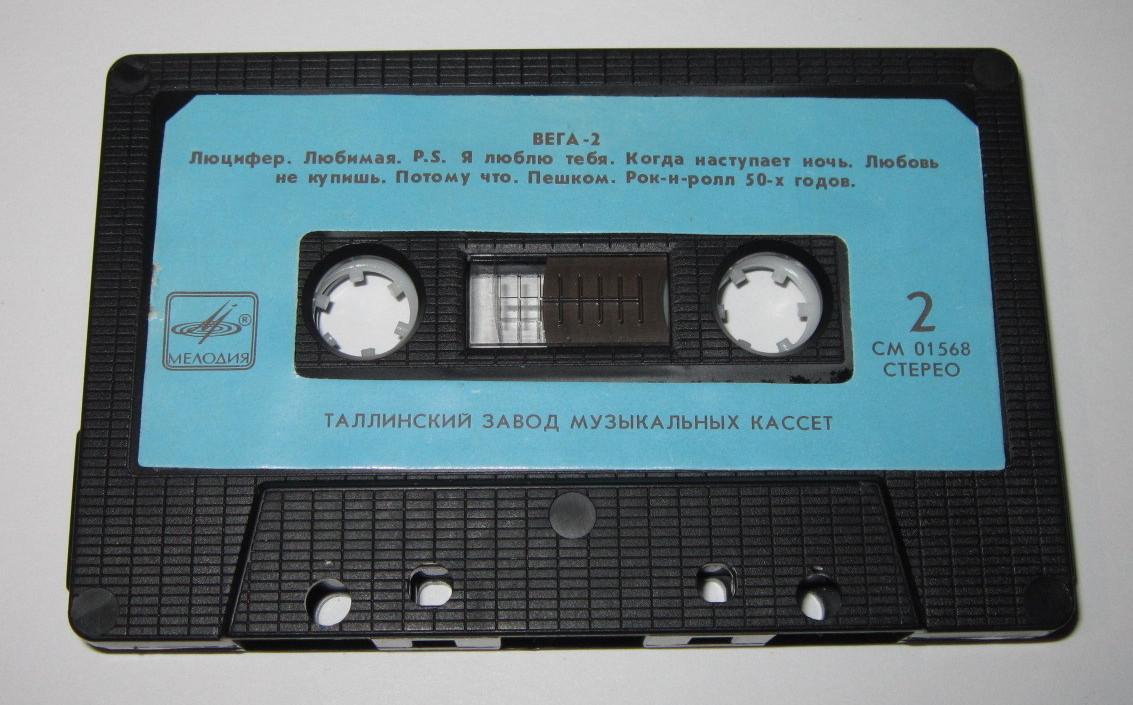 ВЕГА-2
Люцифер. Любимая. P.S. Я люблю тебя. Когда наступает ночь. Любовь
не купишь. Потому что. Пешком. Рок-н-ролл 50-х годов.
®
МЕЛОДИЯ
2
СМ 01568
СТЕРЕО
ТАЛЛИНСКИЙ ЗАВОД МУЗЫКАЛЬНЫХ КАССЕТ